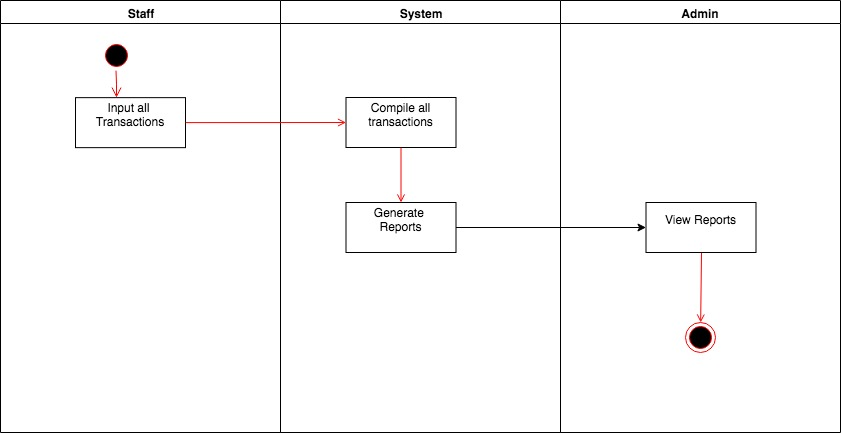 Staff
System
Admin
Input all
Transactions
Compile all
transactions
Generate
Reports
View Reports